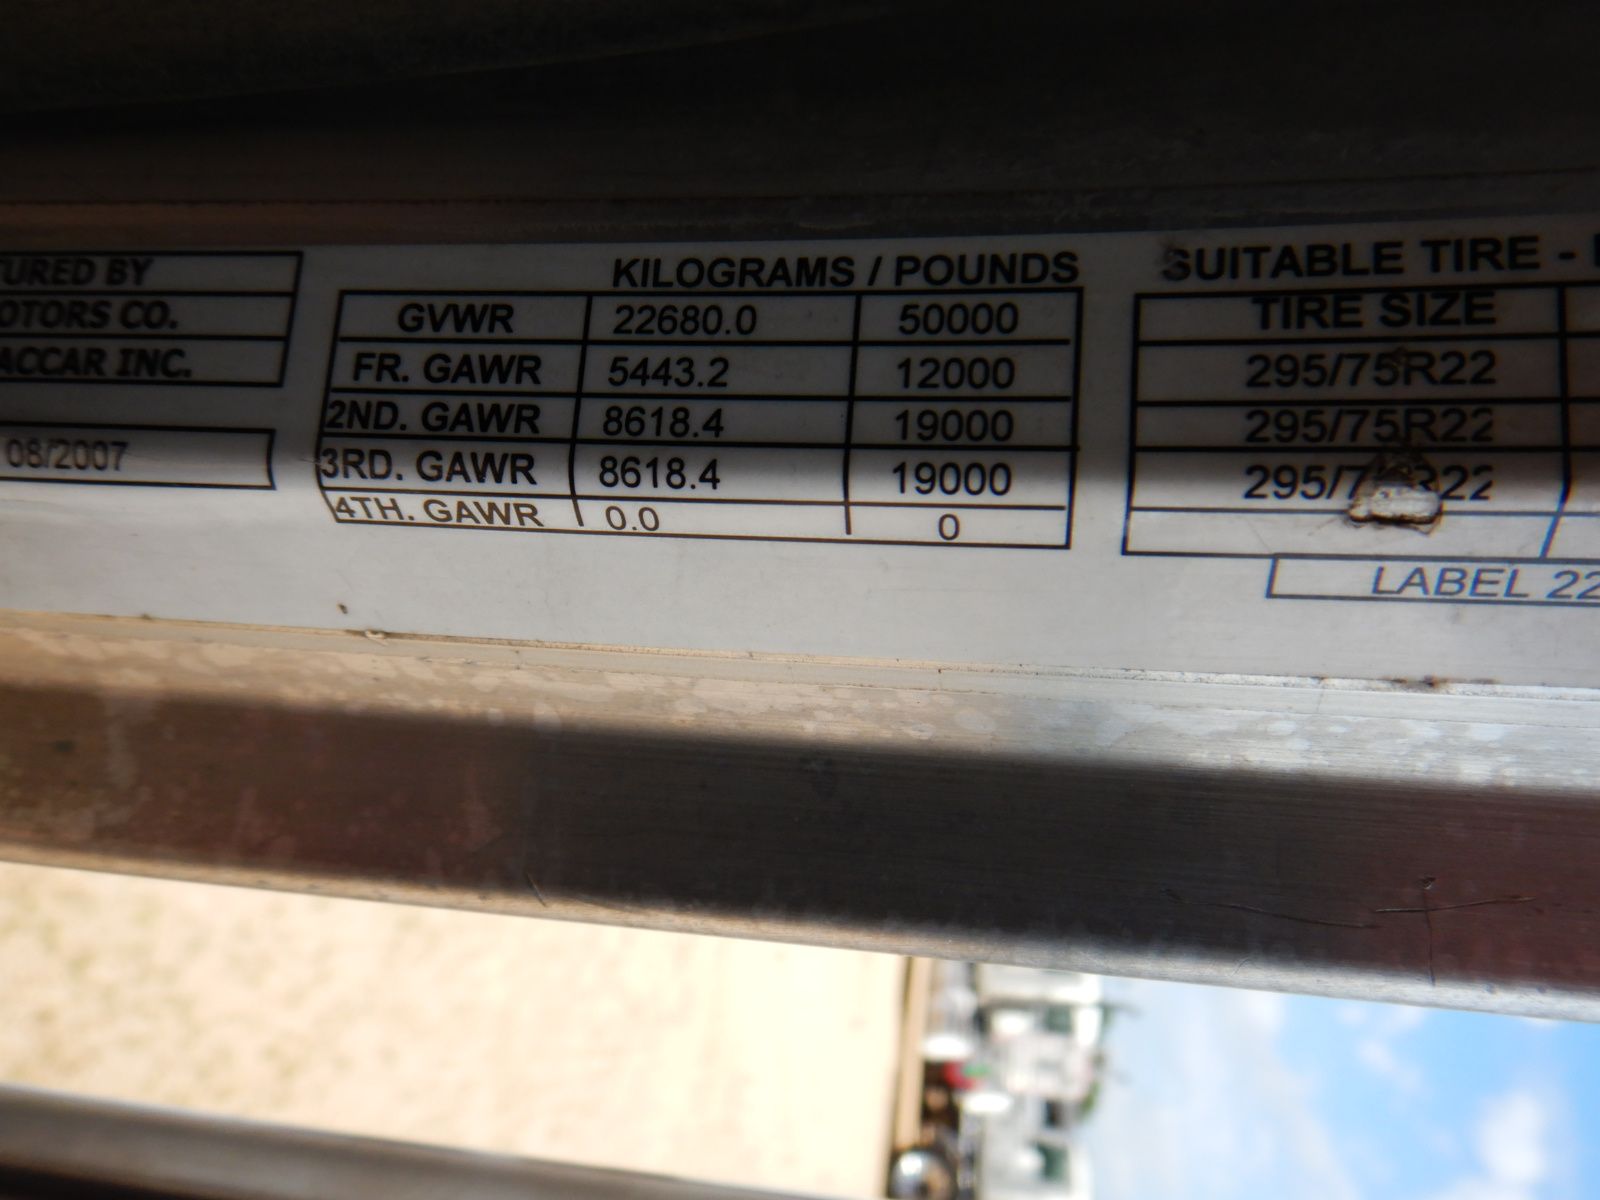 TURED BY
OTORS CO.
ACCAR INC.
08/2007
KILOGRAMS / POUNDS
GVWR 22680.0 50000
FR. GAWR 5443.2 12000
2ND. GAWR 8618.4 19000
3RD. GAWR 8618.4 19000
4TH. GAWR 0.0 0
SUITABLE TIRE -
TIRE SIZE
295/75R22
295/75R22
295/75R22
LABEL 22